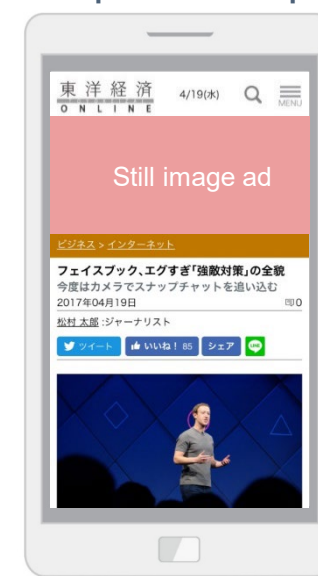 東洋経済
ONLINE
4/19(水)
MENU
Still image ad
ビジネス > インターネット
フェイスブック、エグすぎ「強敵対策」の全貌
今度はカメラでスナップチャットを追い込む
2017年04月19日
0
松村 太郎 :ジャーナリスト
ツイート
いいね! 85
シェア
LINE